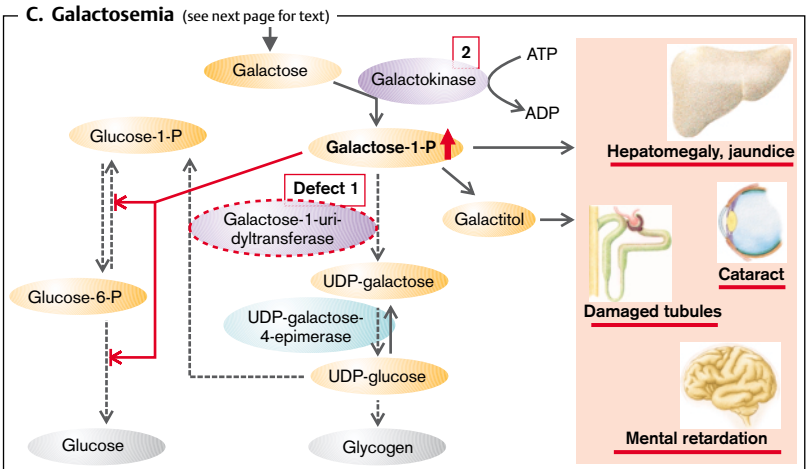 C. Galactosemia (see next page for text)
2
ATP
Galactose
Galactokinase
ADP
Glucose-1-P
Galactose-1-P
Hepatomegaly, jaundice
Defect 1
Galactose-1-uri-
dyltransferase
Galactitol
UDP-galactose
Cataract
Glucose-6-P
Damaged tubules
UDP-galactose-
4-epimerase
UDP-glucose
Mental retardation
Glucose
Glycogen